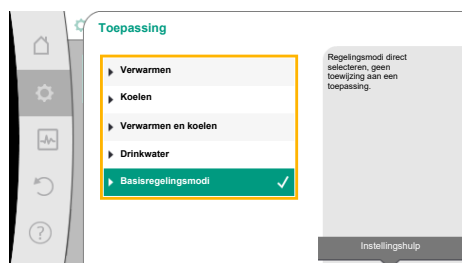 Toepassing
Verwarmen
Koelen
Verwarmen en koelen
Drinkwater
Basisregelingsmodi
Regelingsmodi direct
selecteren, geen
toewijzing aan een
toepassing.
Instellingshulp